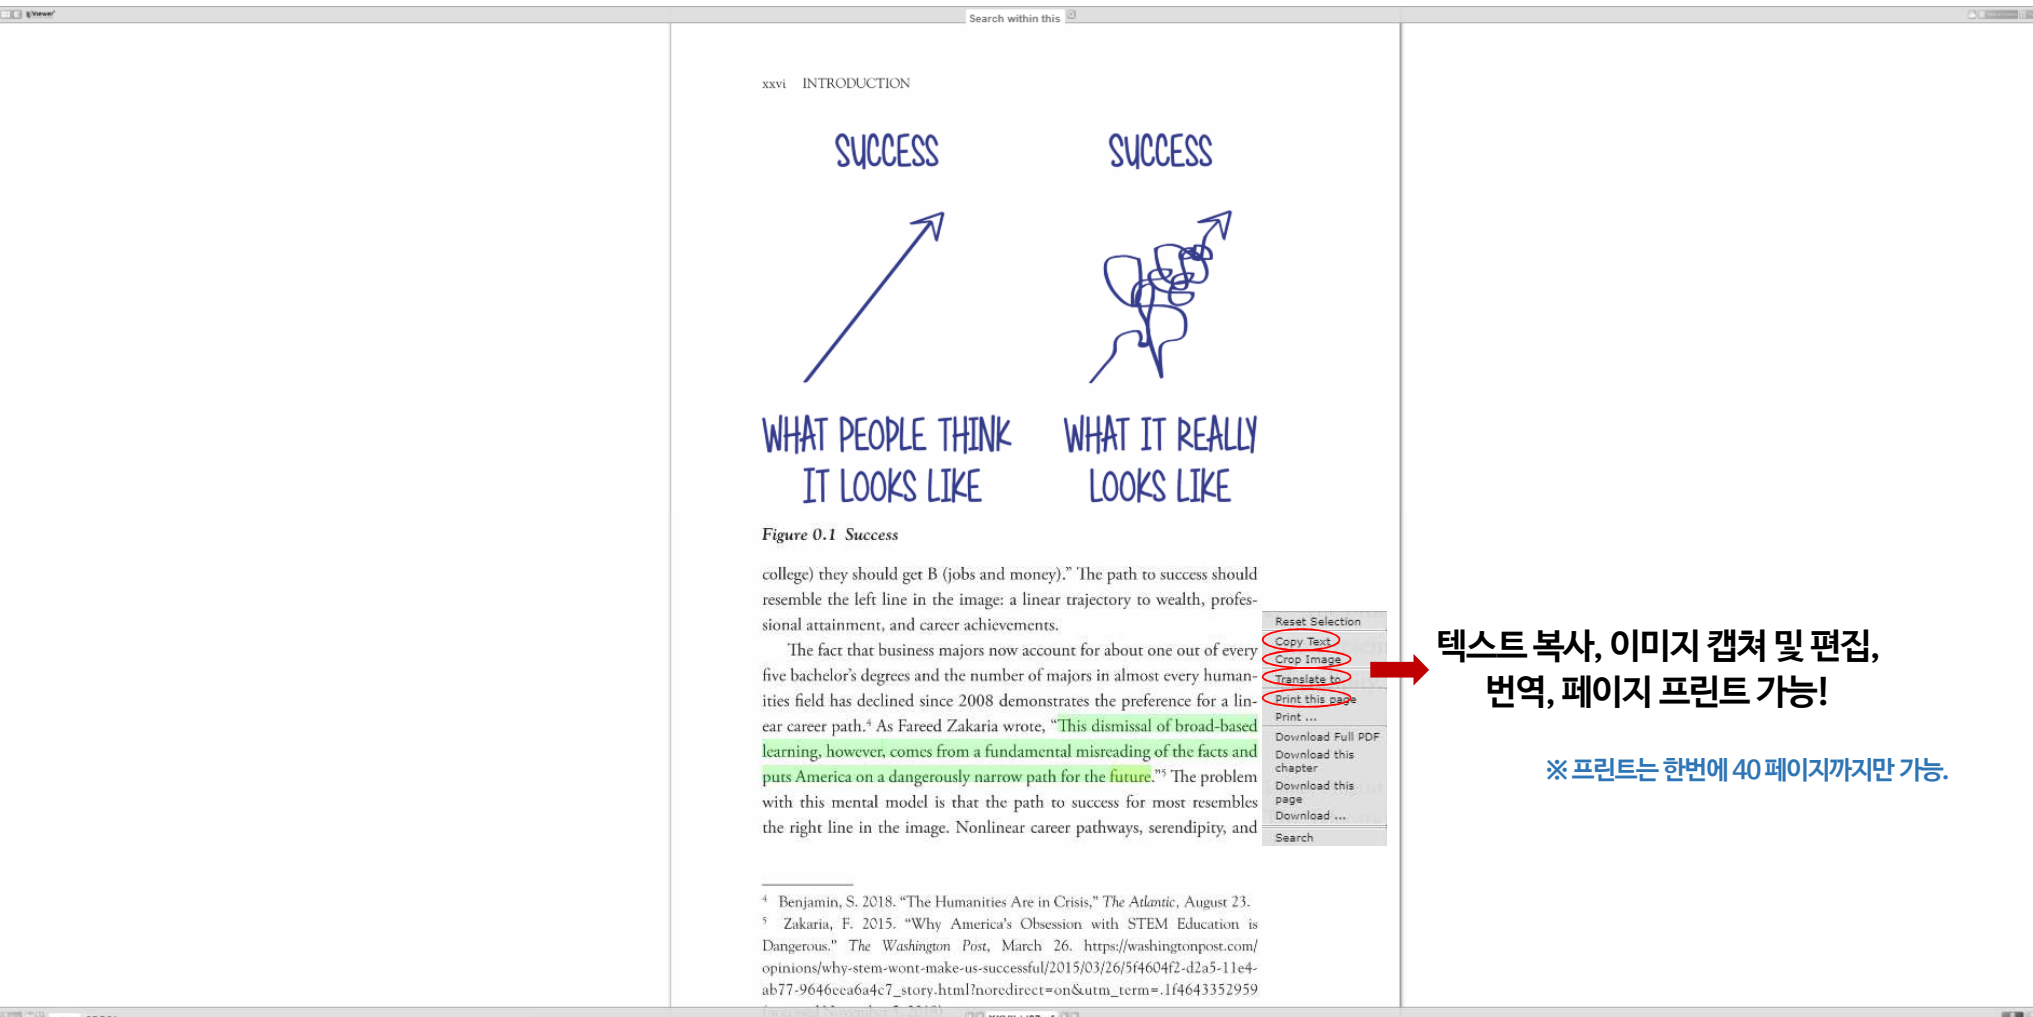 Viewer
Search within this
xxvi INTRODUCTION
SUCCESS
SUCCESS
WHAT PEOPLE THINK
IT LOOKS LIKE
WHAT IT REALLY
LOOKS LIKE
Figure 0.1 Success
college) they should get B (jobs and money).” The path to success should
resemble the left line in the image: a linear trajectory to wealth, profes-
sional attainment, and career achievements.
The fact that business majors now account for about one out of every
five bachelor's degrees and the number of majors in almost every human-
ities field has declined since 2008 demonstrates the preference for a lin-
ear career path.⁴ As Fareed Zakaria wrote, “This dismissal of broad-based
learning, however, comes from a fundamental misreading of the facts and
puts America on a dangerously narrow path for the future.”⁵ The problem
with this mental model is that the path to success for most resembles
the right line in the image. Nonlinear career pathways, serendipity, and
⁴ Benjamin, S. 2018. “The Humanities Are in Crisis,” The Atlantic, August 23.
⁵ Zakaria, F. 2015. “Why America's Obsession with STEM Education is
Dangerous.” The Washington Post, March 26. https://washingtonpost.com/
opinions/why-stem-wont-make-us-successful/2015/03/26/5f4604f2-d2a5-11e4-
ab77-9646eea6a4c7_story.html?noredirect=on&utm_term=.1f4643352959
Reset Selection
Copy Text
Crop Image
Translate to
Print this page
Print ...
Download Full PDF
Download this
chapter
Download this
page
Download ...
Search
텍스트 복사, 이미지 캡쳐 및 편집,
번역, 페이지 프린트 가능!
※ 프린트는 한번에 40 페이지까지만 가능.